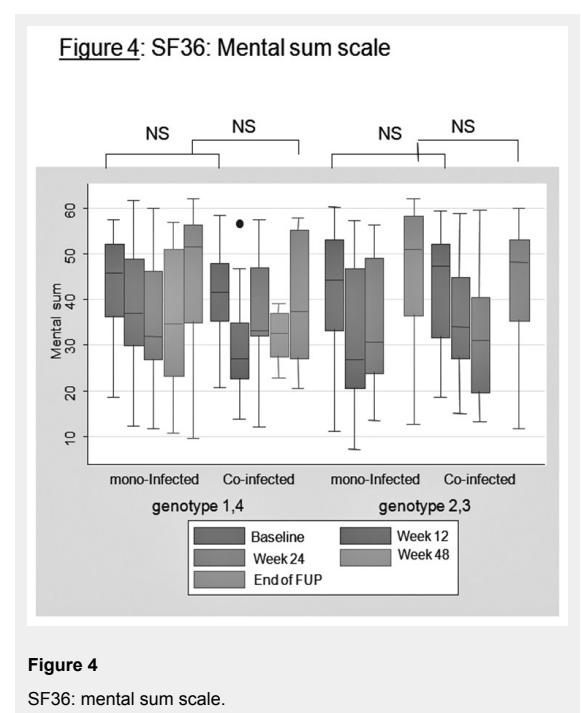 Figure 4: SF36: Mental sum scale
NS NS NS NS
Mental sum
60
50
40
30
20
10
mono-Infected Co-infected mono-Infected Co-infected
genotype 1,4 genotype 2,3
Baseline Week 12
Week 24 Week 48
End of FUP
Figure 4
SF36: mental sum scale.